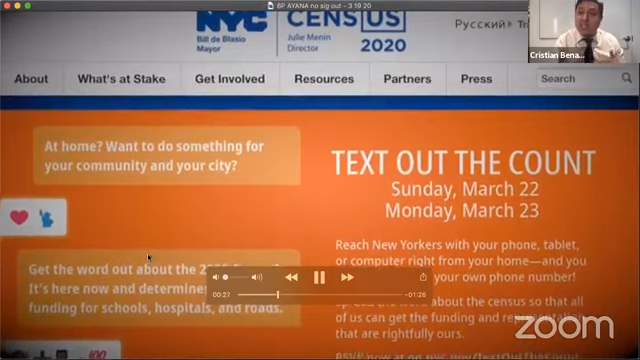 6P AYANA no sig out - 3 19 20
NYC
CENSUS
2020
Bill de Blasio
Mayor
Julie Menin
Director
Русский
Cristian Bena...
About What's at Stake Get Involved Resources Partners Press Search
At home? Want to do something for
your community and your city?
TEXT OUT THE COUNT
Sunday, March 22
Monday, March 23
Reach New Yorkers with your phone, tablet,
or computer right from your home—and you
your own phone number!
Get the word out about the
It's here now and
funding for schools, hospitals, and roads.
00:27
-01:26
about the census so that all
of us can get the funding and
that are rightfully ours.
100
zoom